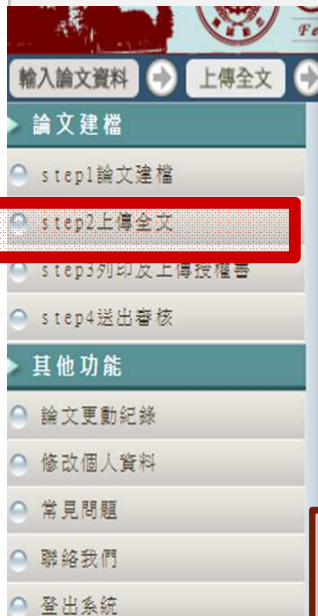 Fe
輸入論文資料
上傳全文
論文建檔
step1論文建檔
step2上傳全文
step3列印及上傳授權書
step4送出審核
其他功能
論文更動紀錄
修改個人資料
常見問題
聯絡我們
登出系統